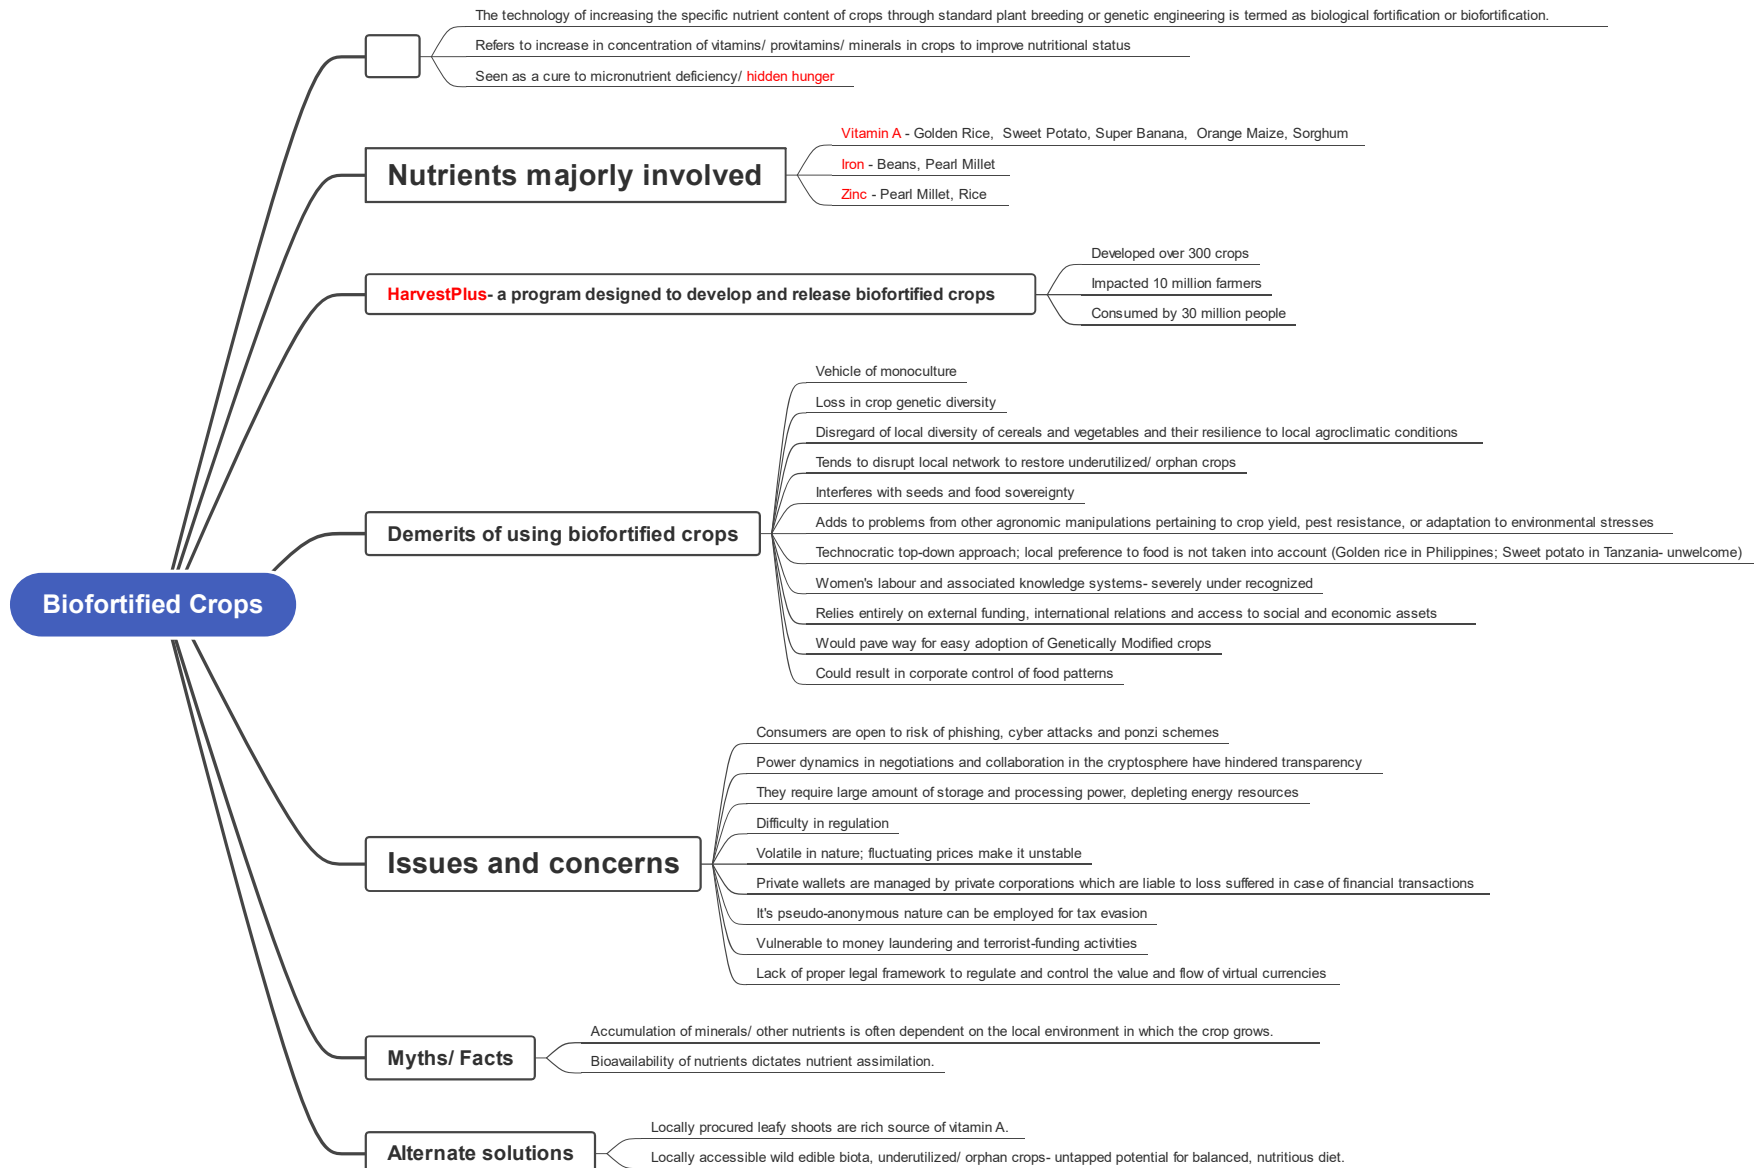 The technology of increasing the specific nutrient content of crops through standard plant breeding or genetic engineering is termed as biological fortification or biofortification.
Refers to increase in concentration of vitamins/ provitamins/ minerals in crops to improve nutritional status
Seen as a cure to micronutrient deficiency/ hidden hunger
Nutrients majorly involved
Vitamin A - Golden Rice,  Sweet Potato, Super Banana,  Orange Maize, Sorghum
Iron - Beans, Pearl Millet
Zinc - Pearl Millet, Rice
HarvestPlus- a program designed to develop and release biofortified crops
Developed over 300 crops
Impacted 10 million farmers
Consumed by 30 million people
Biofortified Crops
Demerits of using biofortified crops
Vehicle of monoculture
Loss in crop genetic diversity
Disregard of local diversity of cereals and vegetables and their resilience to local agroclimatic conditions
Tends to disrupt local network to restore underutilized/ orphan crops
Interferes with seeds and food sovereignty
Adds to problems from other agronomic manipulations pertaining to crop yield, pest resistance, or adaptation to environmental stresses
Technocratic top-down approach; local preference to food is not taken into account (Golden rice in Philippines; Sweet potato in Tanzania- unwelcome)
Women's labour and associated knowledge systems- severely under recognized
Relies entirely on external funding, international relations and access to social and economic assets
Would pave way for easy adoption of Genetically Modified crops
Could result in corporate control of food patterns
Issues and concerns
Consumers are open to risk of phishing, cyber attacks and ponzi schemes
Power dynamics in negotiations and collaboration in the cryptosphere have hindered transparency
They require large amount of storage and processing power, depleting energy resources
Difficulty in regulation
Volatile in nature; fluctuating prices make it unstable
Private wallets are managed by private corporations which are liable to loss suffered in case of financial transactions
It's pseudo-anonymous nature can be employed for tax evasion
Vulnerable to money laundering and terrorist-funding activities
Lack of proper legal framework to regulate and control the value and flow of virtual currencies
Myths/ Facts
Accumulation of minerals/ other nutrients is often dependent on the local environment in which the crop grows.
Bioavailability of nutrients dictates nutrient assimilation.
Alternate solutions
Locally procured leafy shoots are rich source of vitamin A.
Locally accessible wild edible biota, underutilized/ orphan crops- untapped potential for balanced, nutritious diet.